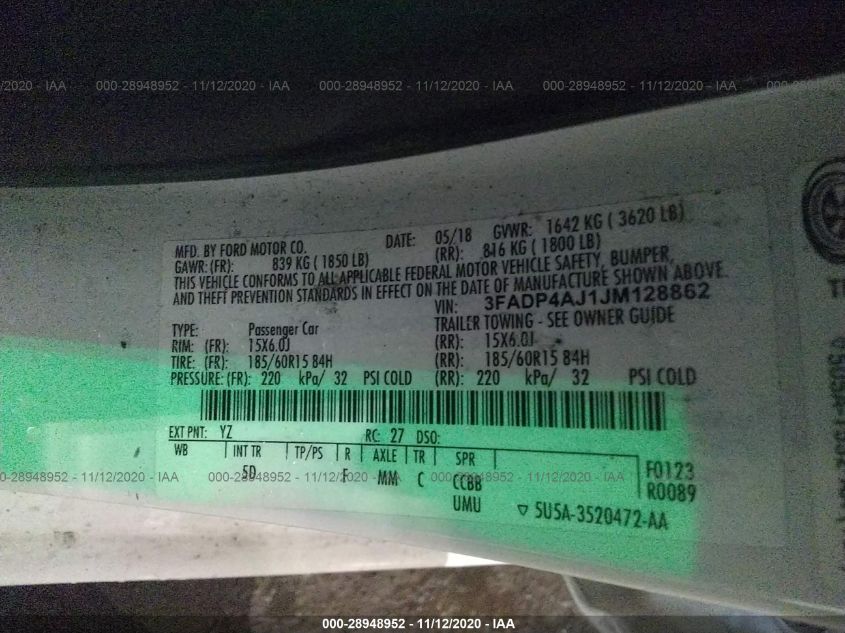 000-28948952 - 11/12/2020 - IAA
MFD. BY FORD MOTOR CO. DATE: 05/18 GVWR: 1642 KG ( 3620 LB)
GAWR: (FR): 839 KG ( 1850 LB) (RR): 816 KG ( 1800 LB)
THIS VEHICLE CONFORMS TO ALL APPLICABLE FEDERAL MOTOR VEHICLE SAFETY, BUMPER,
AND THEFT PREVENTION STANDARDS IN EFFECT ON THE DATE OF MANUFACTURE SHOWN ABOVE.
VIN: 3FADP4AJ1JM128862
TYPE: Passenger Car TRAILER TOWING - SEE OWNER GUIDE
RIM: (FR): 15X6.0J (RR): 15X6.0J
TIRE: (FR): 185/60R15 84H (RR): 185/60R15 84H
PRESSURE: (FR): 220 kPa/ 32 PSI COLD (RR): 220 kPa/ 32 PSI COLD
EXT PNT: YZ RC: 27 DSO:
WB INT TR TP/PS R AXLE TR SPR
5D F MM C CCBB
UMU
F0123
R0089
5U5A-3520472-AA
000-28948952 - 11/12/2020 - IAA
000-28948952 - 11/12/2020 - IAA